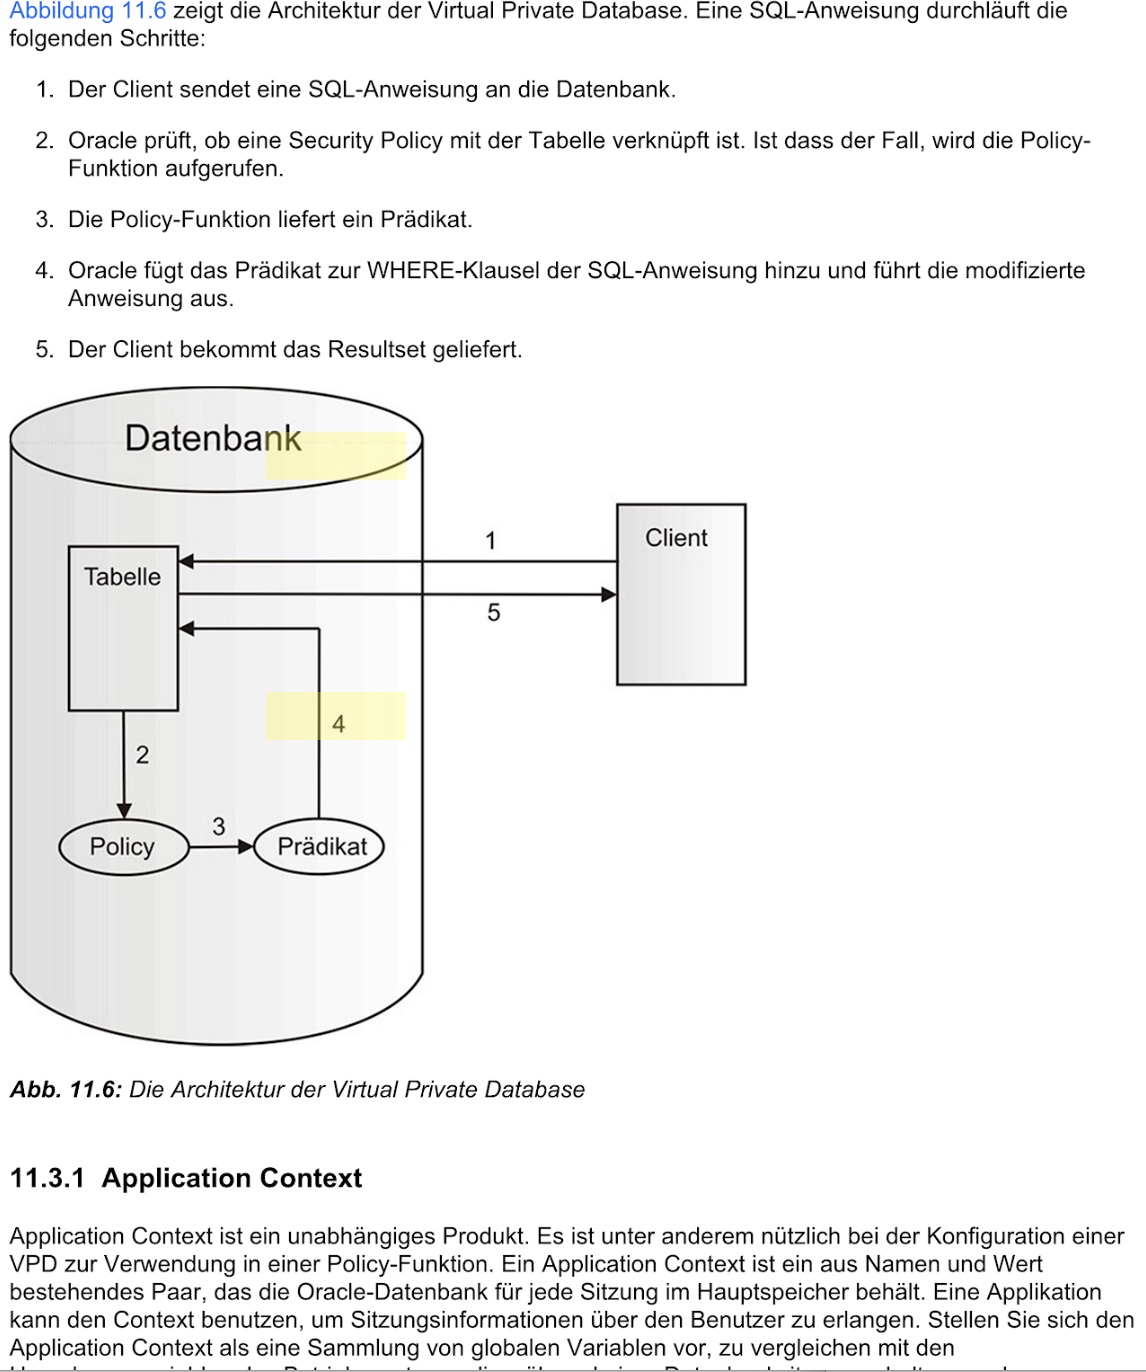 Abbildung 11.6 zeigt die Architektur der Virtual Private Database. Eine SQL-Anweisung durchläuft die
folgenden Schritte:
1. Der Client sendet eine SQL-Anweisung an die Datenbank.
2. Oracle prüft, ob eine Security Policy mit der Tabelle verknüpft ist. Ist dass der Fall, wird die Policy-
Funktion aufgerufen.
3. Die Policy-Funktion liefert ein Prädikat.
4. Oracle fügt das Prädikat zur WHERE-Klausel der SQL-Anweisung hinzu und führt die modifizierte
Anweisung aus.
5. Der Client bekommt das Resultset geliefert.
Datenbank
1
Client
Tabelle
5
4
2
3
Policy
Prädikat
Abb. 11.6: Die Architektur der Virtual Private Database
11.3.1 Application Context
Application Context ist ein unabhängiges Produkt. Es ist unter anderem nützlich bei der Konfiguration einer
VPD zur Verwendung in einer Policy-Funktion. Ein Application Context ist ein aus Namen und Wert
bestehendes Paar, das die Oracle-Datenbank für jede Sitzung im Hauptspeicher behält. Eine Applikation
kann den Context benutzen, um Sitzungsinformationen über den Benutzer zu erlangen. Stellen Sie sich den
Application Context als eine Sammlung von globalen Variablen vor, zu vergleichen mit den